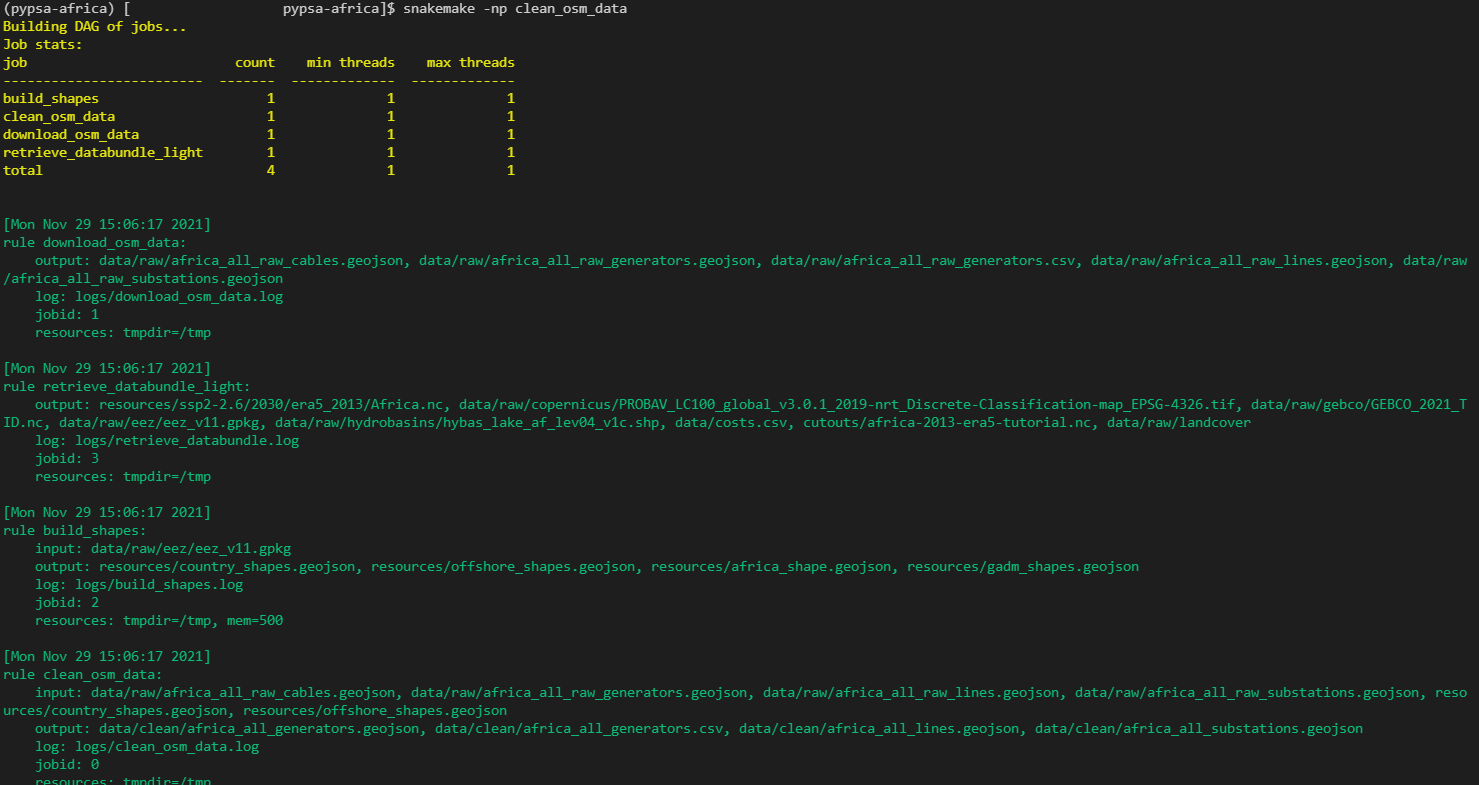 (pypsa-africa) [ pypsa-africa]$ snakemake -np clean_osm_data
Building DAG of jobs...
Job stats:
job count min threads max threads
------------------------- ------- ------------- -------------
build_shapes 1 1 1
clean_osm_data 1 1 1
download_osm_data 1 1 1
retrieve_databundle_light 1 1 1
total 4 1 1
[Mon Nov 29 15:06:17 2021]
rule download_osm_data:
output: data/raw/africa_all_raw_cables.geojson, data/raw/africa_all_raw_generators.geojson, data/raw/africa_all_raw_generators.csv, data/raw/africa_all_raw_lines.geojson, data/raw
/africa_all_raw_substations.geojson
log: logs/download_osm_data.log
jobid: 1
resources: tmpdir=/tmp
[Mon Nov 29 15:06:17 2021]
rule retrieve_databundle_light:
output: resources/ssp2-2.6/2030/era5_2013/Africa.nc, data/raw/copernicus/PROBAV_LC100_global_v3.0.1_2019-nrt_Discrete-Classification-map_EPSG-4326.tif, data/raw/gebco/GEBCO_2021_T
ID.nc, data/raw/eez/eez_v11.gpkg, data/raw/hydrobasins/hybas_lake_af_lev04_v1c.shp, data/costs.csv, cutouts/africa-2013-era5-tutorial.nc, data/raw/landcover
log: logs/retrieve_databundle.log
jobid: 3
resources: tmpdir=/tmp
[Mon Nov 29 15:06:17 2021]
rule build_shapes:
input: data/raw/eez/eez_v11.gpkg
output: resources/country_shapes.geojson, resources/offshore_shapes.geojson, resources/africa_shape.geojson, resources/gadm_shapes.geojson
log: logs/build_shapes.log
jobid: 2
resources: tmpdir=/tmp, mem=500
[Mon Nov 29 15:06:17 2021]
rule clean_osm_data:
input: data/raw/africa_all_raw_cables.geojson, data/raw/africa_all_raw_generators.geojson, data/raw/africa_all_raw_lines.geojson, data/raw/africa_all_raw_substations.geojson, reso
urces/country_shapes.geojson, resources/offshore_shapes.geojson
output: data/clean/africa_all_generators.geojson, data/clean/africa_all_generators.csv, data/clean/africa_all_lines.geojson, data/clean/africa_all_substations.geojson
log: logs/clean_osm_data.log
jobid: 0
resources: tmpdir=/tmp